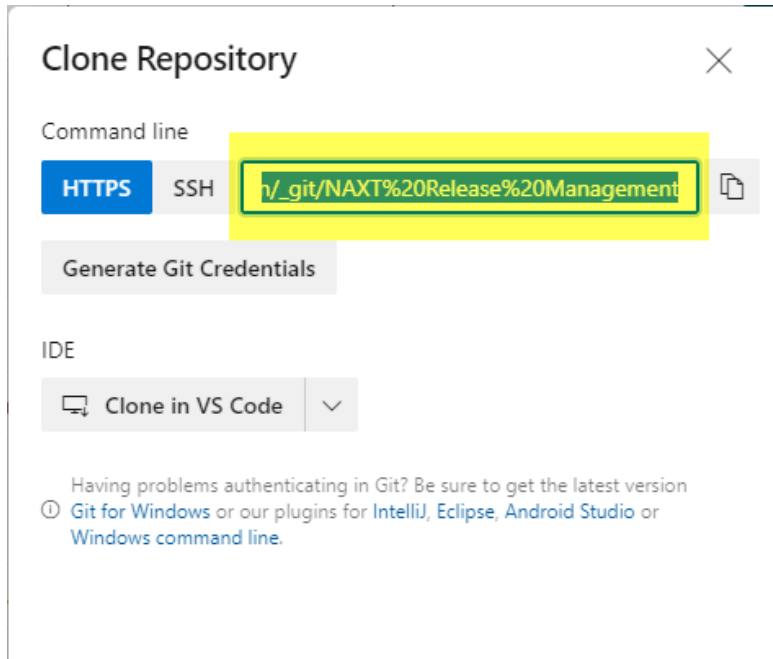 Clone Repository
Command line
HTTPS SSH n/_git/NAXT%20Release%20Management
Generate Git Credentials
IDE
Clone in VS Code
Having problems authenticating in Git? Be sure to get the latest version
Git for Windows or our plugins for IntelliJ, Eclipse, Android Studio or
Windows command line.